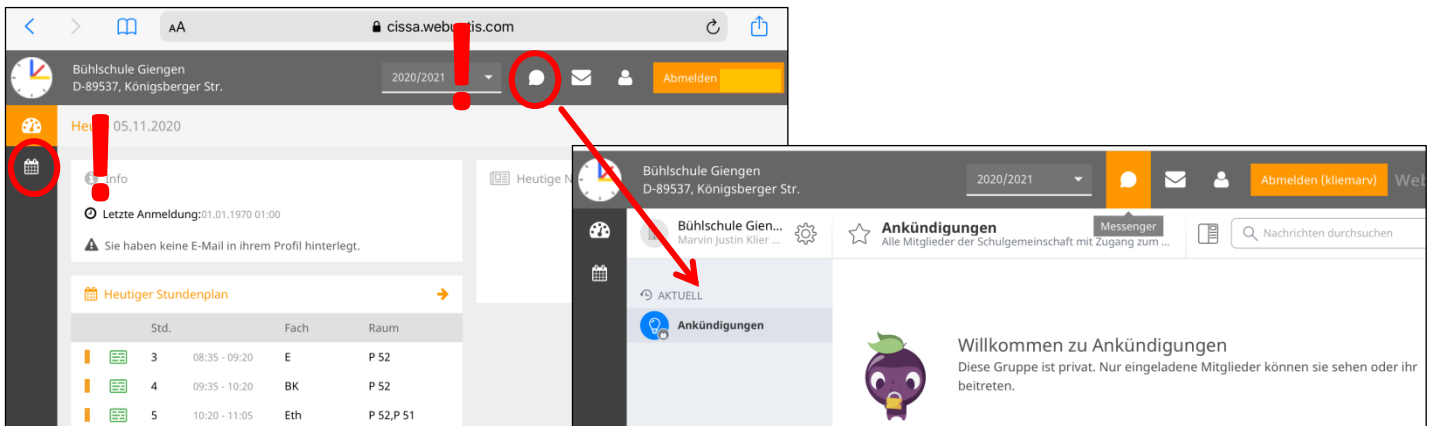 AA
cissa.webuntis.com
Bühlschule Giengen
D-89537, Königsberger Str.
2020/2021
Abmelden
Heute 05.11.2020
Info
Letzte Anmeldung: 01.01.1970 01:00
Sie haben keine E-Mail in ihrem Profil hinterlegt.
Heutige N
Heutiger Stundenplan
Std. Fach Raum
3 08:35 - 09:20 E P 52
4 09:35 - 10:20 BK P 52
5 10:20 - 11:05 Eth P 52,P 51
Bühlschule Giengen
D-89537, Königsberger Str.
2020/2021
Abmelden (kliemarv)
Web
Messenger
Bühlschule Gien...
Marvin Justin Klier ...
Ankündigungen
Alle Mitglieder der Schulgemeinschaft mit Zugang zum ...
Nachrichten durchsuchen
AKTUELL
Ankündigungen
Willkommen zu Ankündigungen
Diese Gruppe ist privat. Nur eingeladene Mitglieder können sie sehen oder ihr
beitreten.